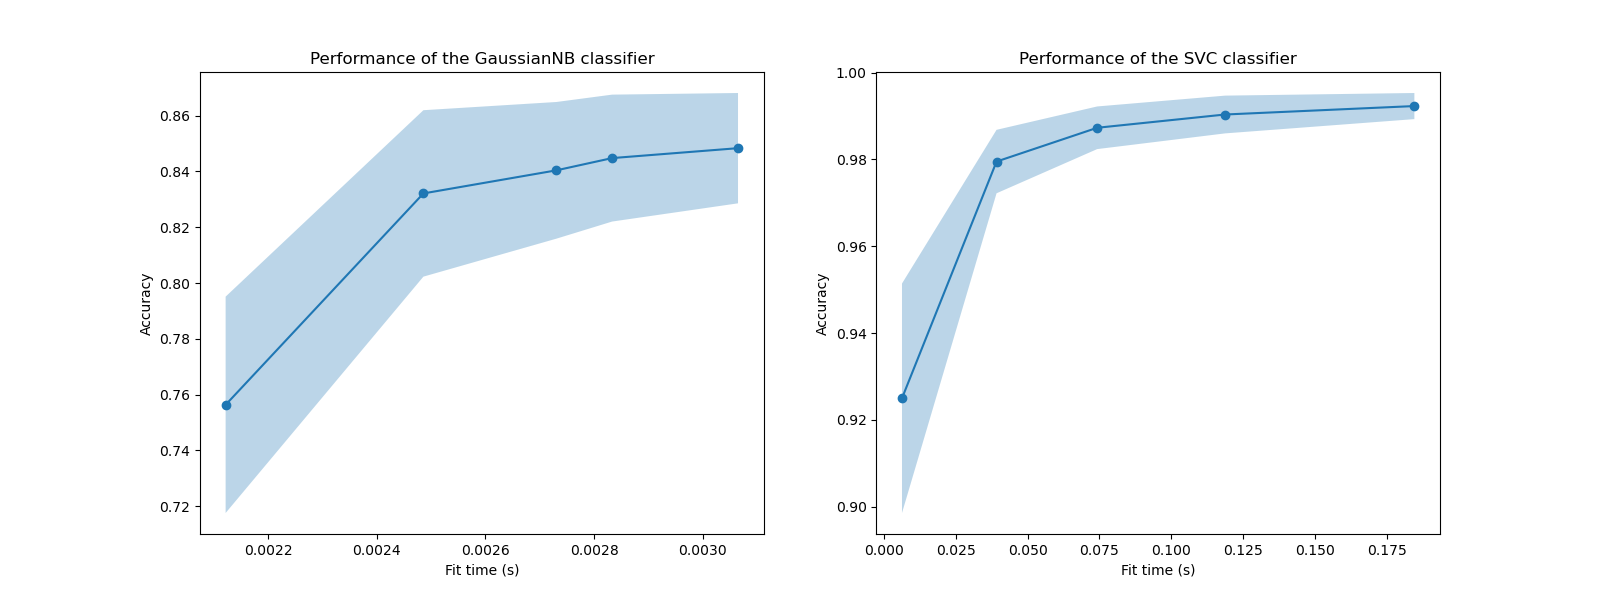 Performance of the GaussianNB classifier
0.86
0.84
0.82
0.80
0.78
0.76
0.74
0.72
Accuracy
0.0022 0.0024 0.0026 0.0028 0.0030
Fit time (s)
Performance of the SVC classifier
1.00
0.98
0.96
0.94
0.92
0.90
Accuracy
0.000 0.025 0.050 0.075 0.100 0.125 0.150 0.175
Fit time (s)